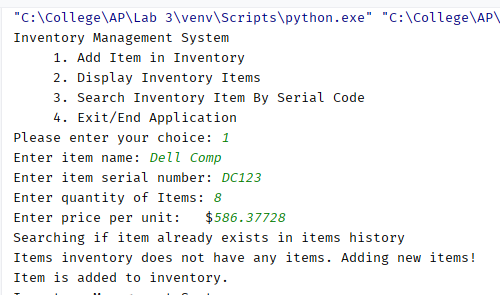 "C:\College\AP\Lab 3\venv\Scripts\python.exe" "C:\College\AP\
Inventory Management System
     1. Add Item in Inventory
     2. Display Inventory Items
     3. Search Inventory Item By Serial Code
     4. Exit/End Application
Please enter your choice: 1
Enter item name: Dell Comp
Enter item serial number: DC123
Enter quantity of Items: 8
Enter price per unit:   $586.37728
Searching if item already exists in items history
Items inventory does not have any items. Adding new items!
Item is added to inventory.